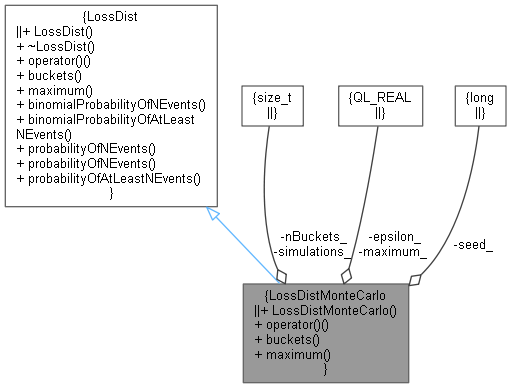 {LossDist
||+ LossDist()
+ ~LossDist()
+ operator()()
+ buckets()
+ maximum()
+ binomialProbabilityOfNEvents()
+ binomialProbabilityOfAtLeast
NEvents()
+ probabilityOfNEvents()
+ probabilityOfNEvents()
+ probabilityOfAtLeastNEvents()
}
{size_t
||}
{QL_REAL
||}
{long
||}
-nBuckets_
-simulations_
-epsilon_
-maximum_
-seed_
{LossDistMonteCarlo
||+ LossDistMonteCarlo()
+ operator()()
+ buckets()
+ maximum()
}